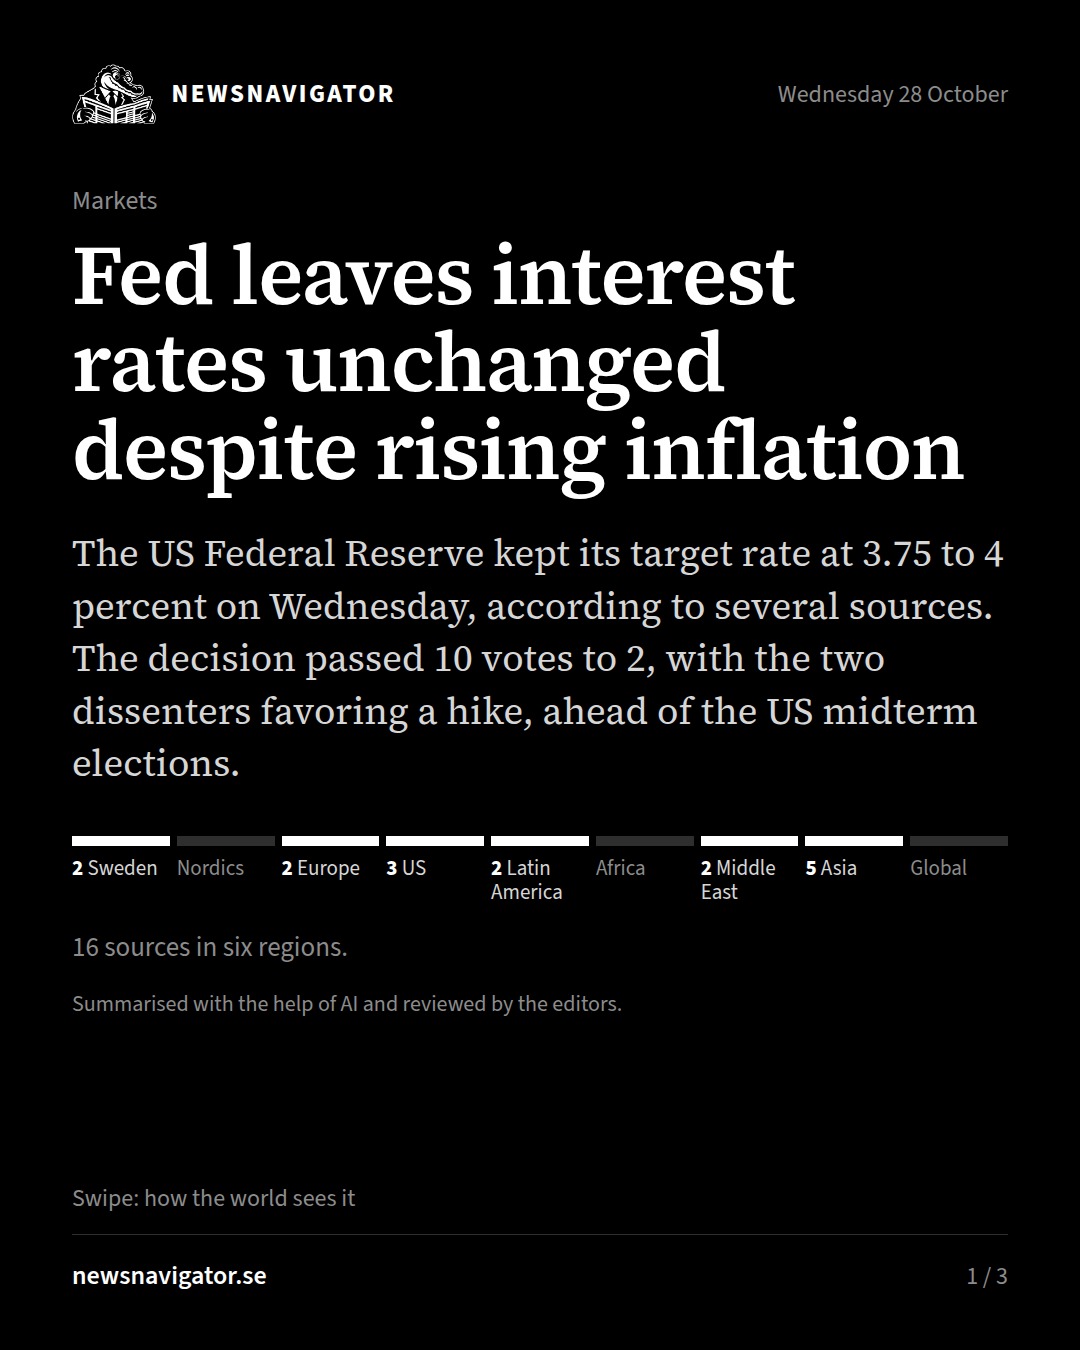 NEWSNAVIGATOR
Wednesday 28 October
Markets
Fed leaves interest
rates unchanged
despite rising inflation
The US Federal Reserve kept its target rate at 3.75 to 4
percent on Wednesday, according to several sources.
The decision passed 10 votes to 2, with the two
dissenters favoring a hike, ahead of the US midterm
elections.
2 Sweden
Nordics
2 Europe
3 US
2 Latin
America
Africa
2 Middle
East
5 Asia
Global
16 sources in six regions.
Summarised with the help of AI and reviewed by the editors.
Swipe: how the world sees it
newsnavigator.se
1 / 3